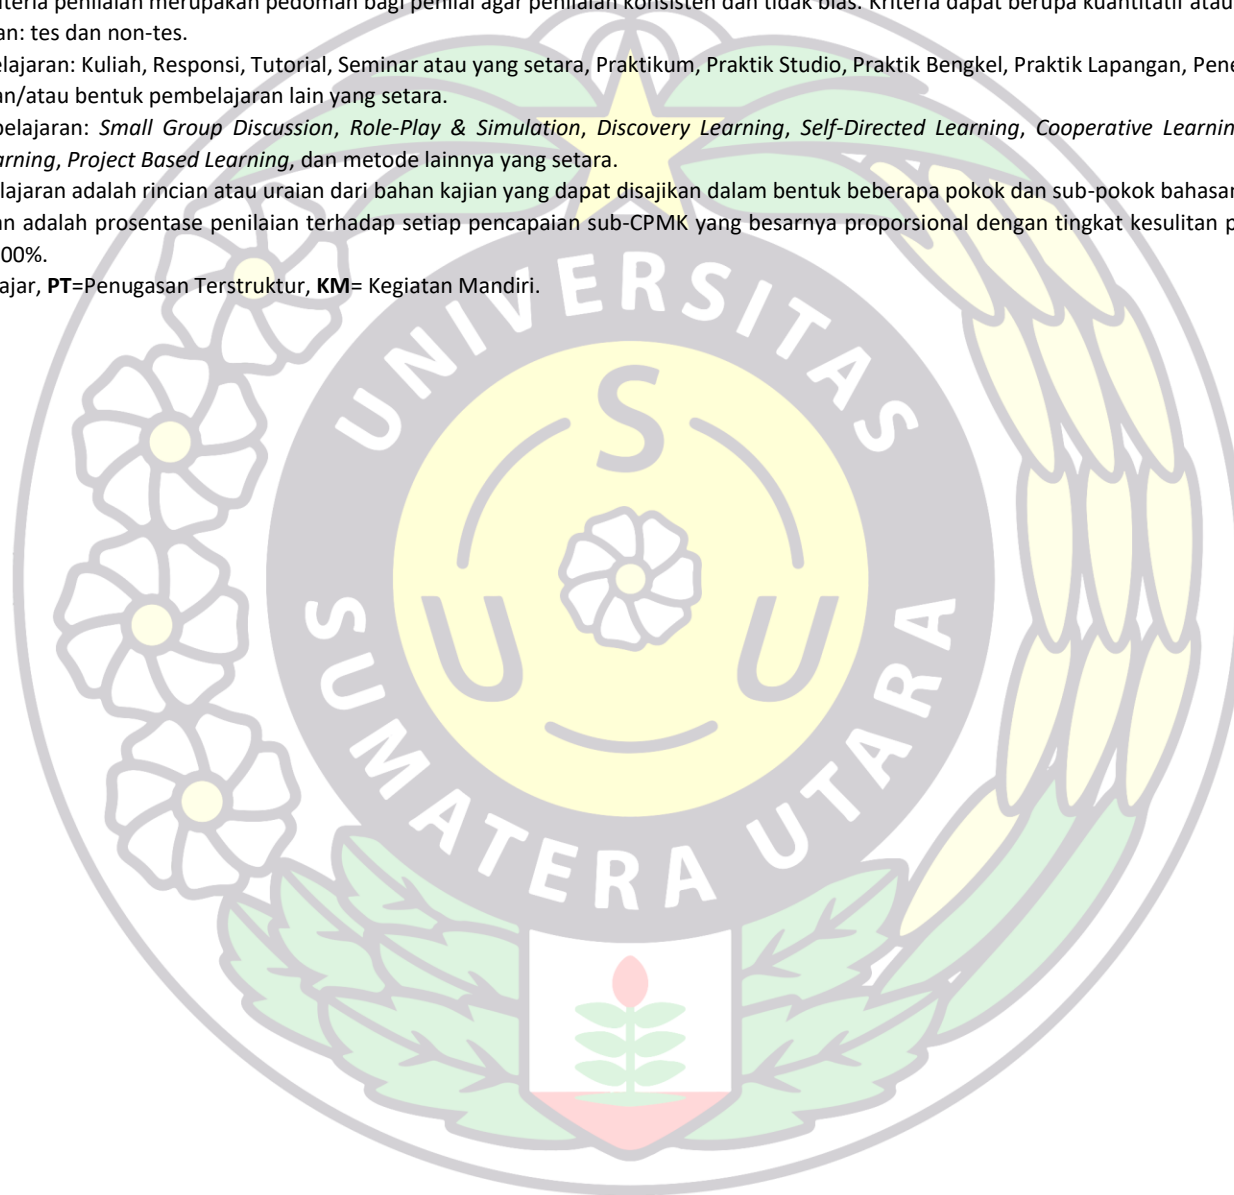 teria penilaian merupakan pedoman bagi penilai agar penilaian konsisten dan tidak bias. Kriteria dapat berupa kuantitatif atau
an: tes dan non-tes.
elajaran: Kuliah, Responsi, Tutorial, Seminar atau yang setara, Praktikum, Praktik Studio, Praktik Bengkel, Praktik Lapangan, Pene
an/atau bentuk pembelajaran lain yang setara.
belajaran: Small Group Discussion, Role-Play & Simulation, Discovery Learning, Self-Directed Learning, Cooperative Learnin
arning, Project Based Learning, dan metode lainnya yang setara.
lajaran adalah rincian atau uraian dari bahan kajian yang dapat disajikan dalam bentuk beberapa pokok dan sub-pokok bahasan
an adalah prosentase penilaian terhadap setiap pencapaian sub-CPMK yang besarnya proporsional dengan tingkat kesulitan p
00%.
ajar, PT=Penugasan Terstruktur, KM= Kegiatan Mandiri.
UNIVERSITAS
S
U U
SUMATERA UTARA